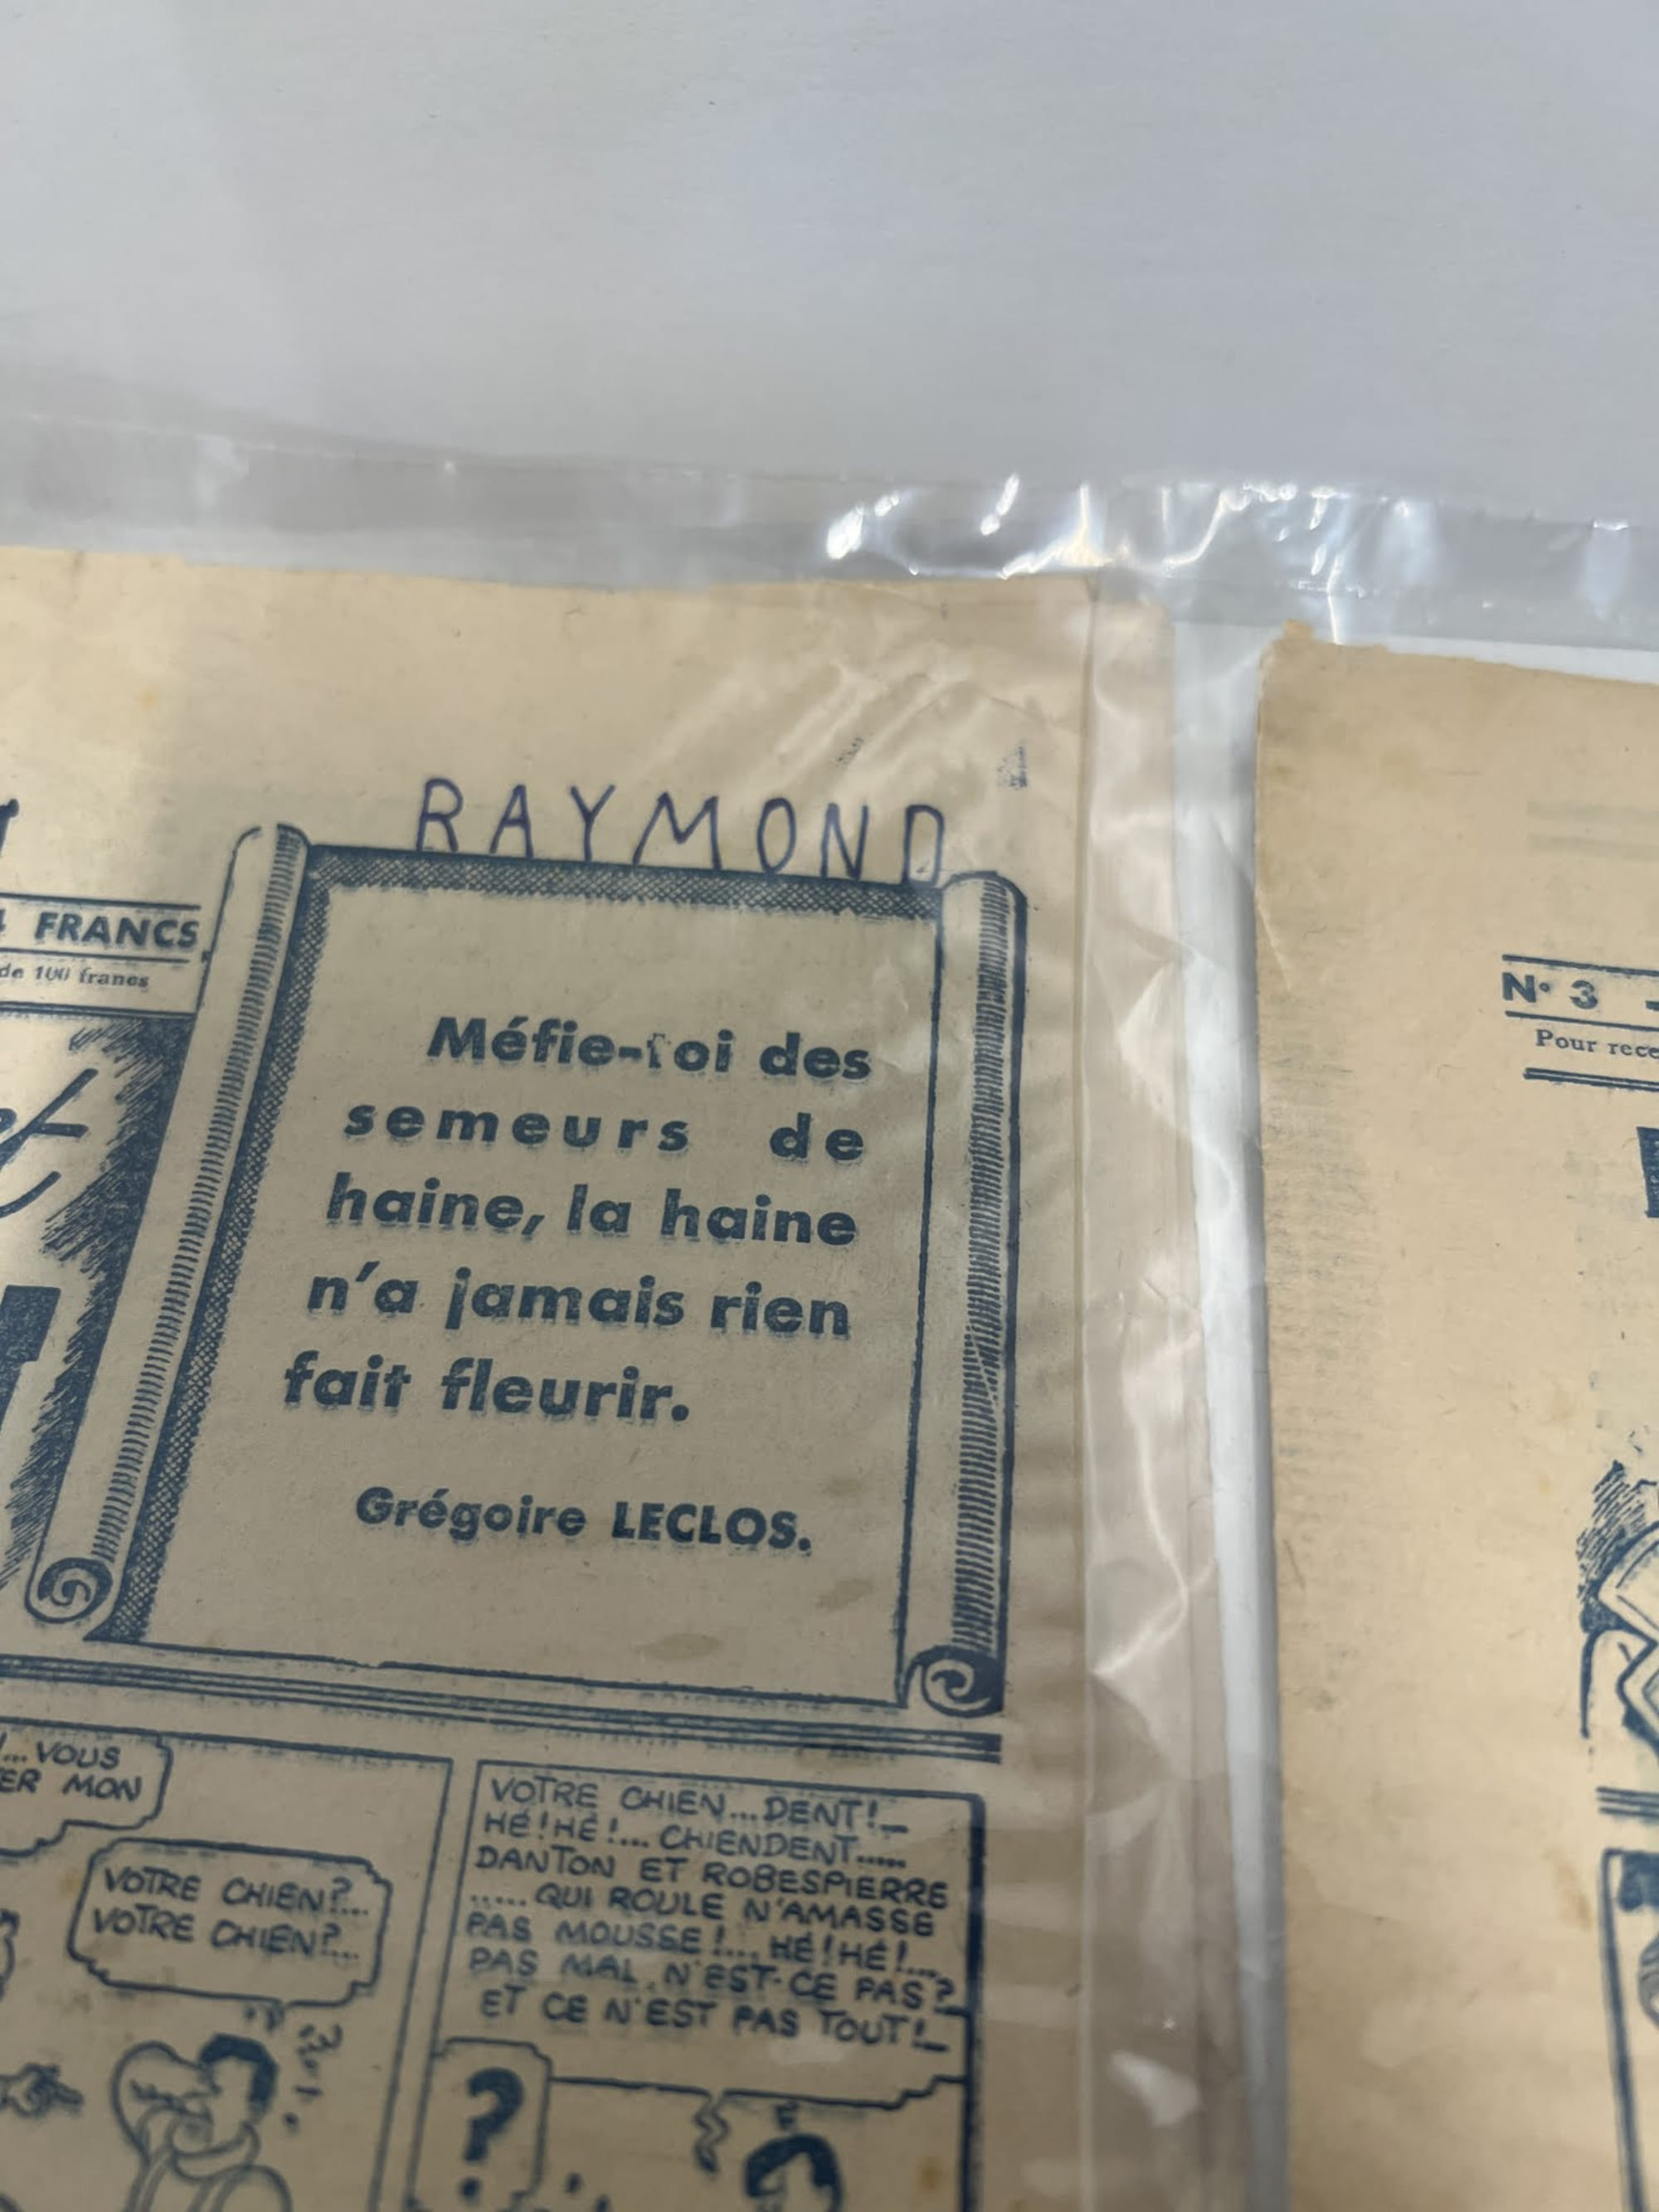 RAYMOND
FRANCS
de 100 francs
Méfie-toi des
semeurs de
haine, la haine
n'a jamais rien
fait fleurir.
Grégoire LECLOS.
N° 3
Pour rece
!... VOUS
ER MON
VOTRE CHIEN?...
VOTRE CHIEN?...
VOTRE CHIEN...DENT!_
HÉ!HÉ!... CHIENDENT.....
DANTON ET ROBESPIERRE
..... QUI ROULE N'AMASSE
PAS MOUSSE!... HÉ!HÉ!...
PAS MAL, N'EST-CE PAS?
ET CE N'EST PAS TOUT!_
?